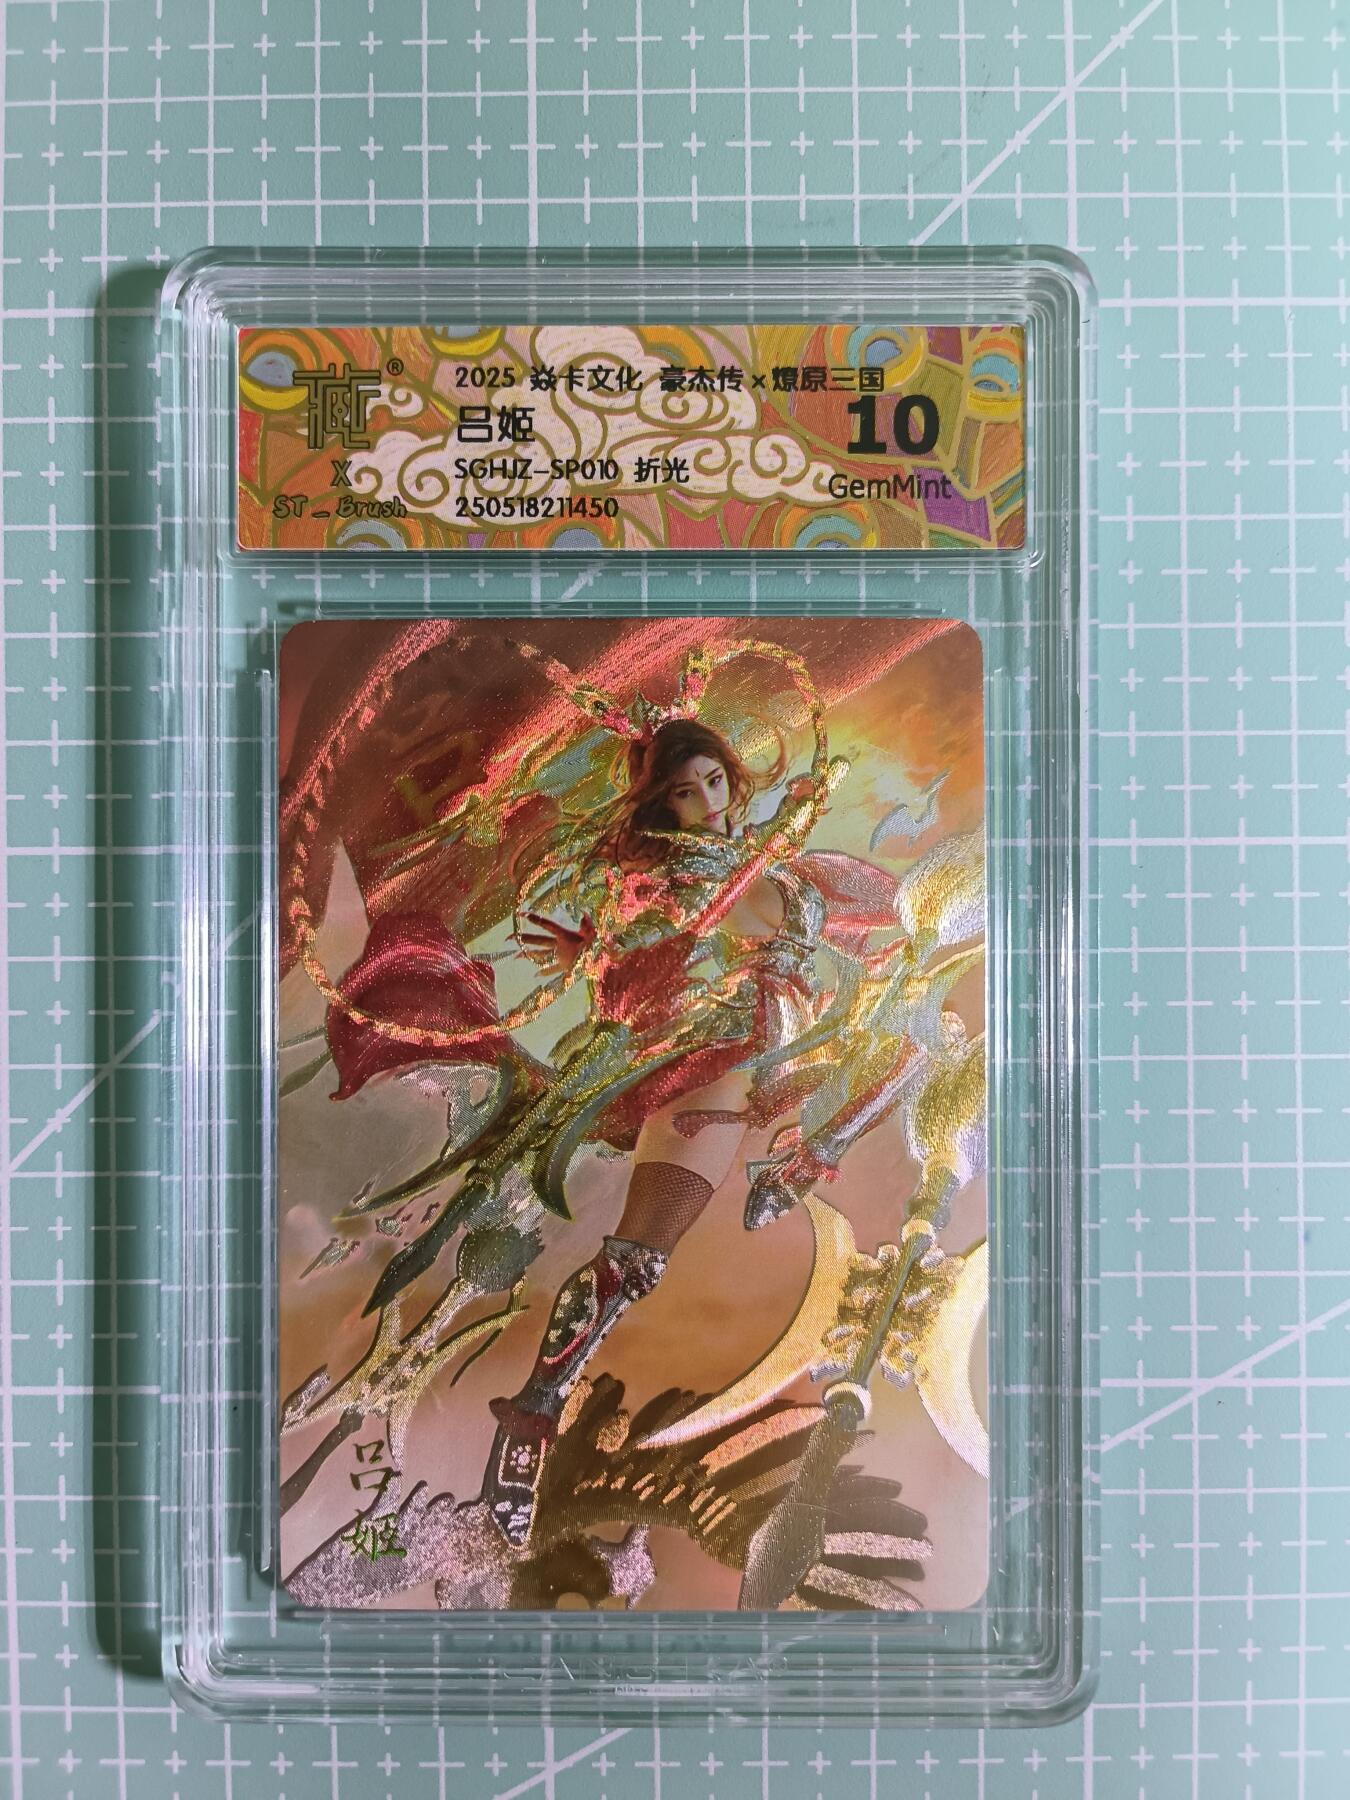 藏®
X
ST_Brush
2025 焱卡文化 豪杰传×燎原三国
吕姬
SGHJZ-SP010 折光
250518211450
10
GemMint
吕姬